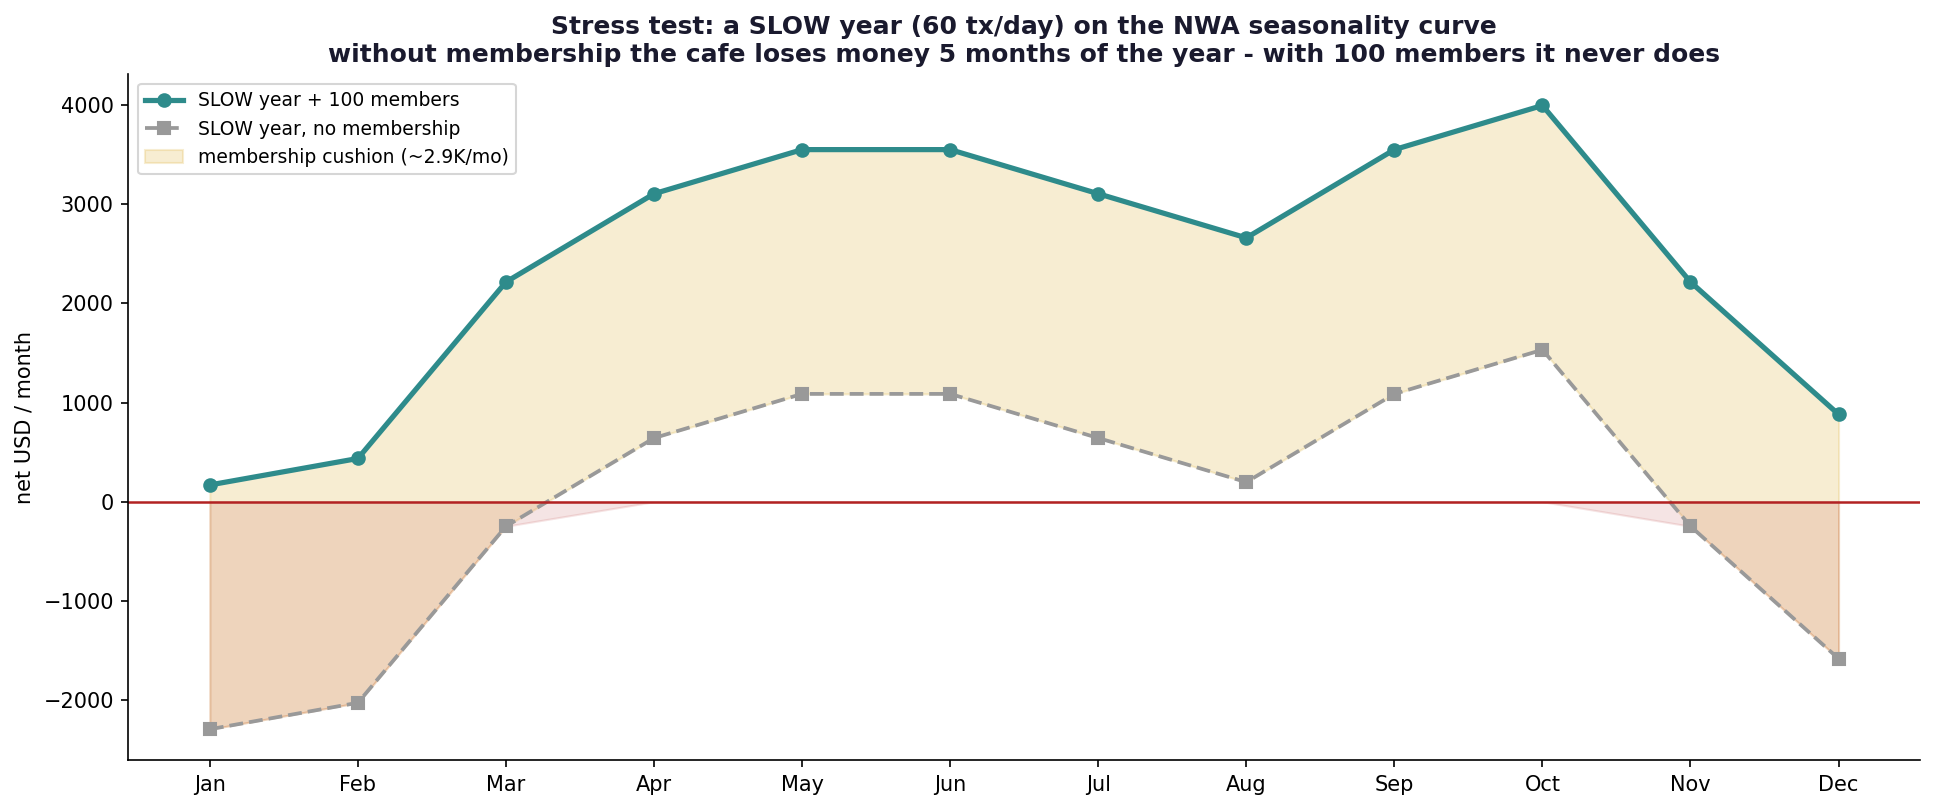 Stress test: a SLOW year (60 tx/day) on the NWA seasonality curve
without membership the cafe loses money 5 months of the year - with 100 members it never does
SLOW year + 100 members
SLOW year, no membership
membership cushion (~2.9K/mo)
net USD / month
4000
3000
2000
1000
0
−1000
−2000
Jan Feb Mar Apr May Jun Jul Aug Sep Oct Nov Dec